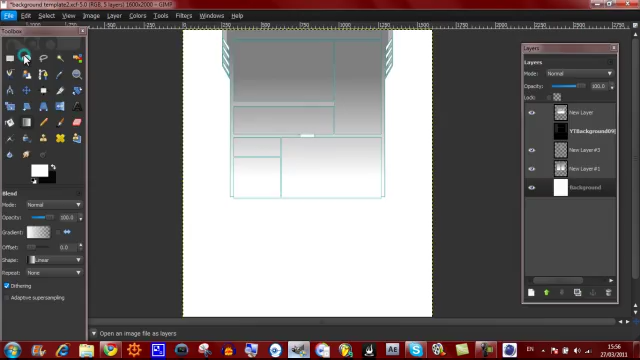 *background template2.xcf-5.0 (RGB, 5 layers) 1600x2000 – GIMP
File Edit Select View Image Layer Colors Tools Filters Windows Help
Toolbox
Layers
Layers
Mode: Normal
Opacity: 100.0
Lock:
New Layer
YTBackground09
New Layer#3
New Layer#1
Background
Blend
Mode: Normal
Opacity: 100.0
Gradient:
Offset: 0.0
Shape: Linear
Repeat: None
Dithering
Adaptive supersampling
Open an image file as layers
EN
15:56
27/03/2011